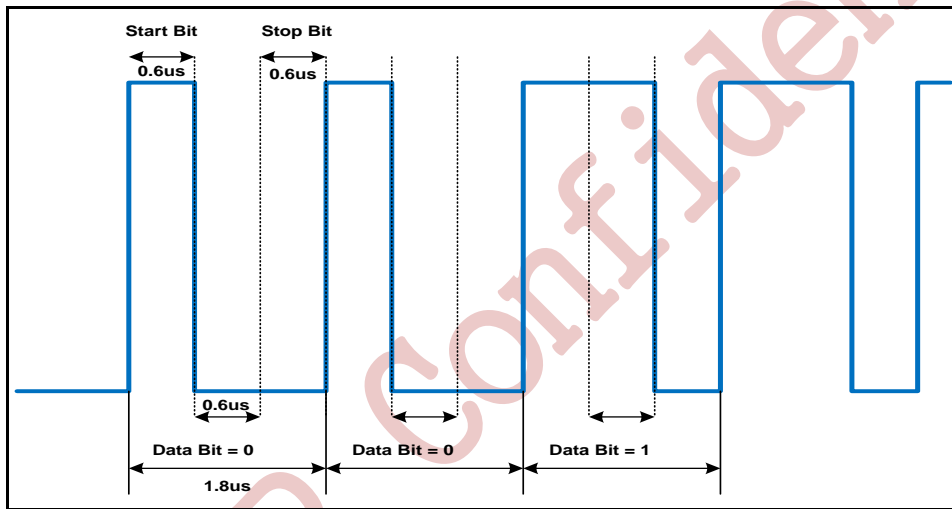 Start Bit
Stop Bit
0.6us
0.6us
0.6us
Data Bit = 0
Data Bit = 0
Data Bit = 1
1.8us
Confiden